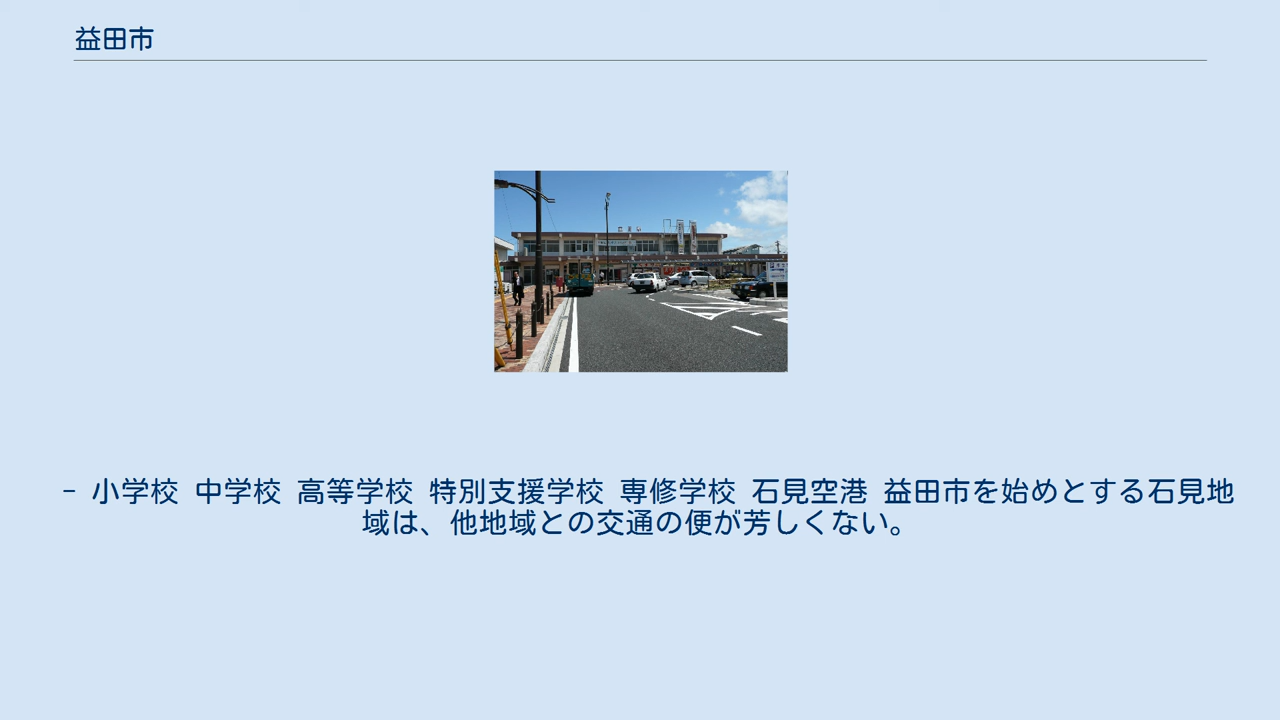 益田市
- 小学校 中学校 高等学校 特別支援学校 専修学校 石見空港 益田市を始めとする石見地
域は、他地域との交通の便が芳しくない。